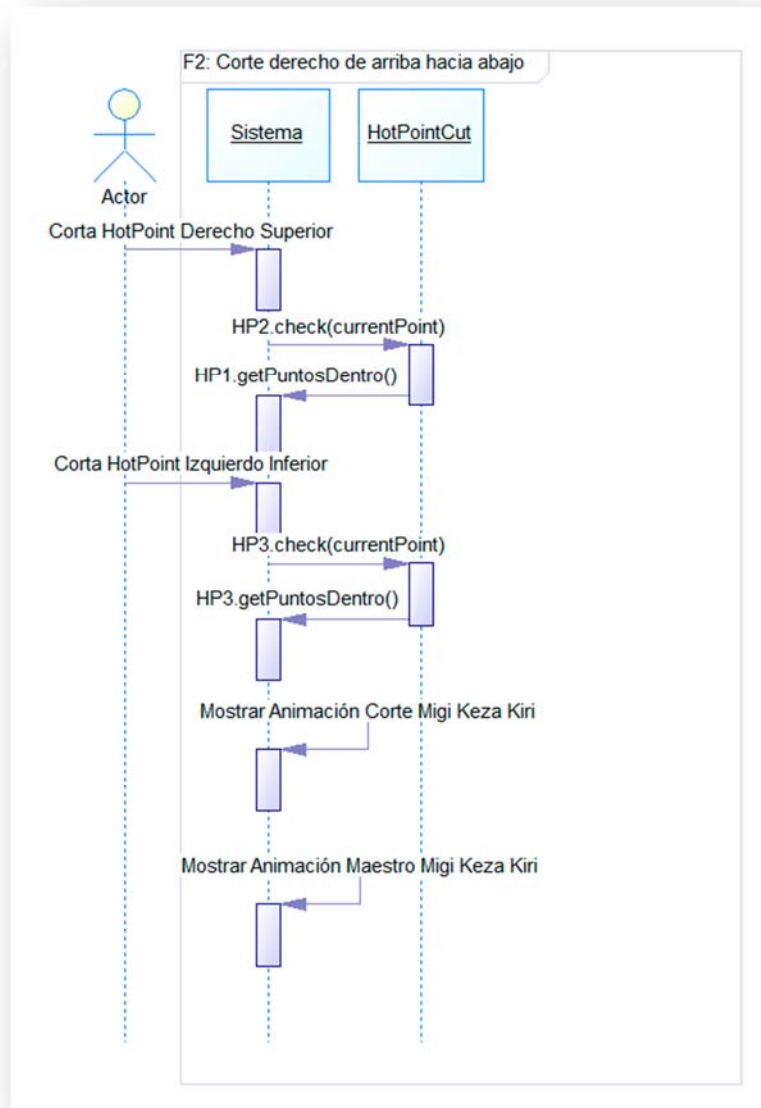 F2: Corte derecho de arriba hacia abajo
Sistema
HotPointCut
Actor
Corta HotPoint Derecho Superior
HP2.check(currentPoint)
HP1.getPuntosDentro()
Corta HotPoint Izquierdo Inferior
HP3.check(currentPoint)
HP3.getPuntosDentro()
Mostrar Animación Corte Migi Keza Kiri
Mostrar Animación Maestro Migi Keza Kiri